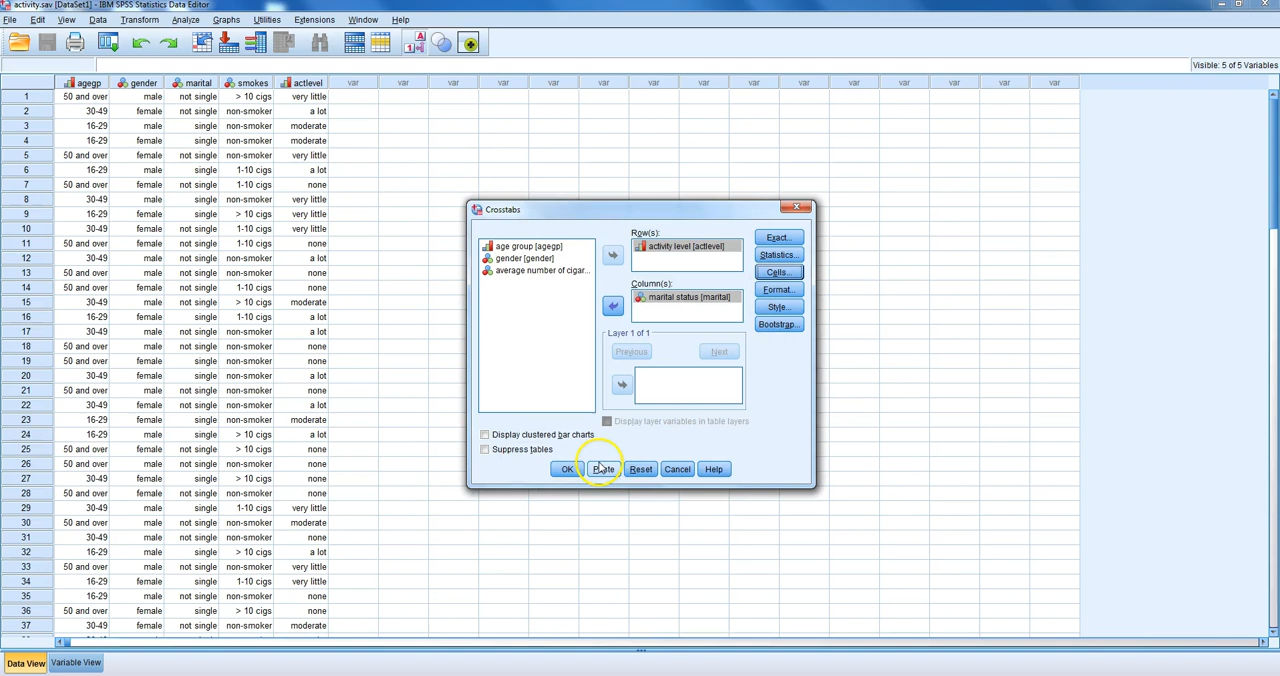 activity.sav [DataSet1] - IBM SPSS Statistics Data Editor
File Edit View Data Transform Analyze Graphs Utilities Extensions Window Help
Visible: 5 of 5 Variables
agegp gender marital smokes actlevel var var var var var var var var var var var var var var var
1 50 and over male not single > 10 cigs very little
2 30-49 female not single non-smoker a lot
3 16-29 male single non-smoker moderate
4 16-29 female single non-smoker moderate
5 50 and over female not single non-smoker very little
6 16-29 male single 1-10 cigs a lot
7 50 and over female not single 1-10 cigs none
8 30-49 female single non-smoker very little
9 16-29 female single > 10 cigs very little
10 30-49 female single non-smoker very little
11 50 and over female not single 1-10 cigs none
12 30-49 male not single non-smoker a lot
13 50 and over male not single non-smoker none
14 50 and over female not single 1-10 cigs none
15 30-49 male not single > 10 cigs moderate
16 16-29 male single 1-10 cigs a lot
17 50 and over male not single non-smoker none
18 50 and over male not single non-smoker none
19 50 and over female single non-smoker none
20 30-49 female single non-smoker a lot
21 50 and over male not single non-smoker none
22 30-49 female not single non-smoker a lot
23 16-29 female single non-smoker moderate
24 16-29 male single > 10 cigs a lot
25 50 and over female not single > 10 cigs none
26 50 and over male not single non-smoker none
27 30-49 male single > 10 cigs none
28 50 and over female not single non-smoker none
29 30-49 male single 1-10 cigs very little
30 50 and over male not single non-smoker moderate
31 30-49 male not single non-smoker none
32 16-29 male single > 10 cigs a lot
33 50 and over male not single non-smoker very little
34 16-29 female single 1-10 cigs very little
35 16-29 male single non-smoker none
36 50 and over female single > 10 cigs none
37 30-49 male not single non-smoker moderate
Crosstabs
age group [agegp]
gender [gender]
average number of cigar...
Row(s):
activity level [actlevel]
Column(s):
marital status [marital]
Layer 1 of 1
Previous Next
Display layer variables in table layers
Exact...
Statistics...
Cells...
Format...
Style...
Bootstrap...
Display clustered bar charts
Suppress tables
OK Paste Reset Cancel Help
Data View Variable View